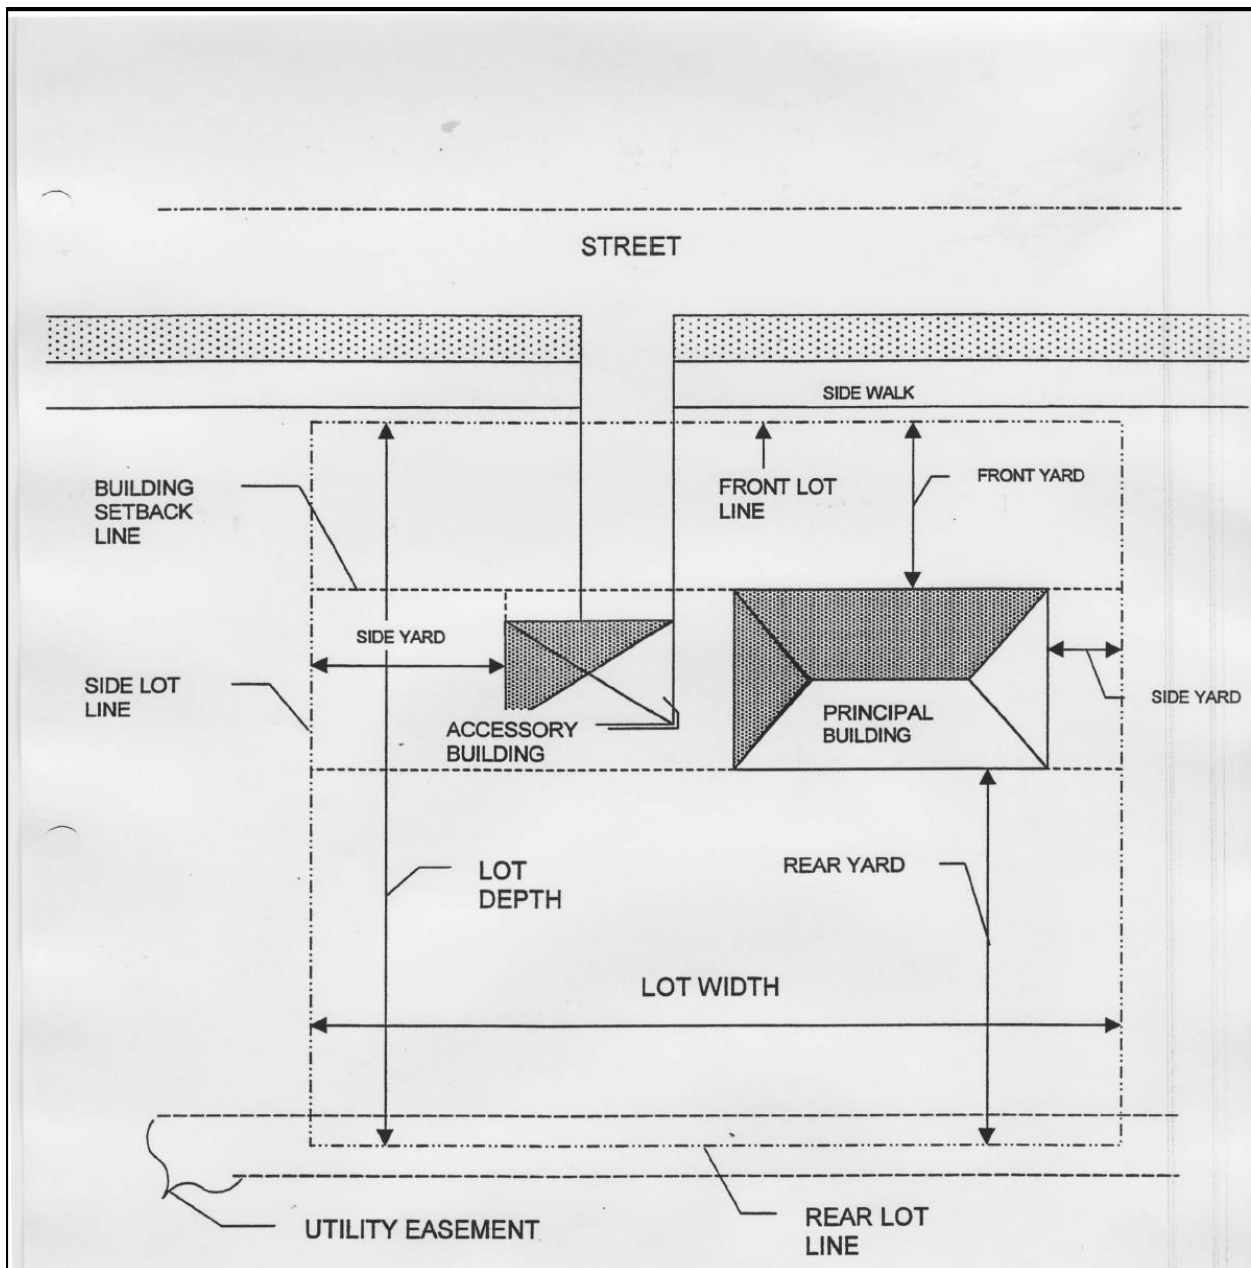 STREET
SIDE WALK
BUILDING
SETBACK
LINE
FRONT LOT
LINE
FRONT YARD
SIDE YARD
SIDE LOT
LINE
ACCESSORY
BUILDING
PRINCIPAL
BUILDING
SIDE YARD
LOT
DEPTH
REAR YARD
LOT WIDTH
UTILITY EASEMENT
REAR LOT
LINE